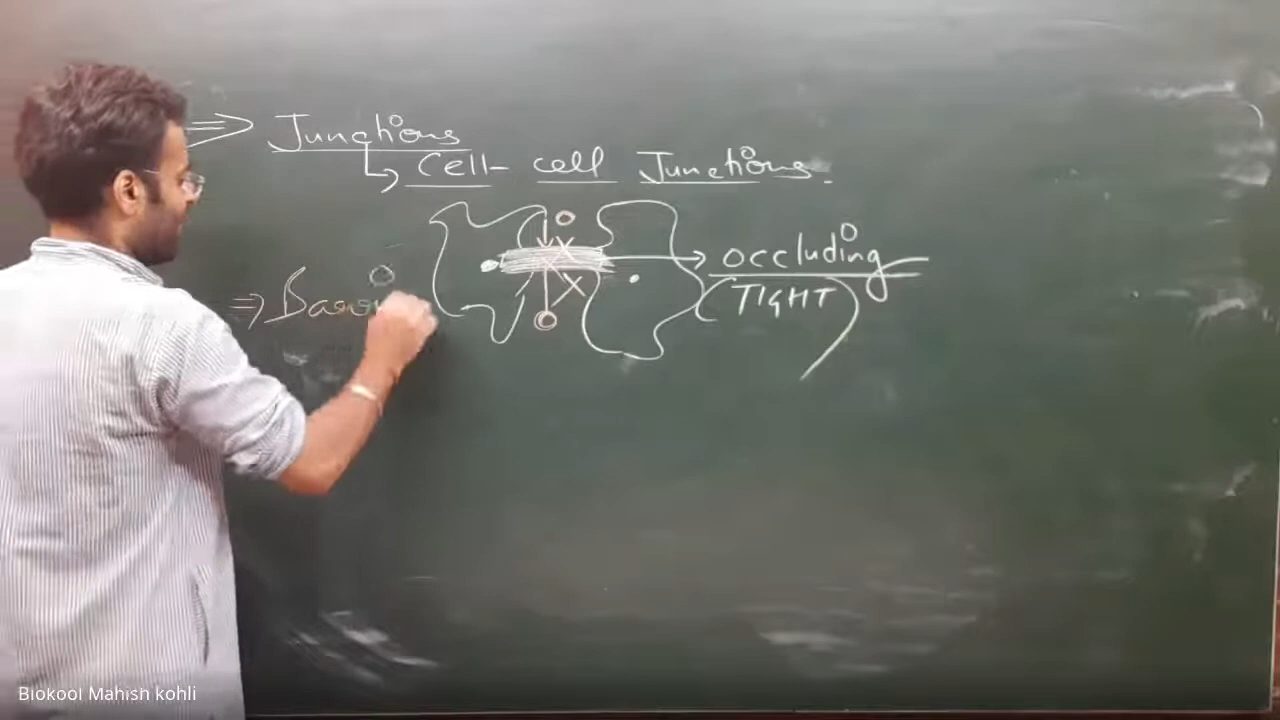 ⇒ Junctions
↳ Cell-cell Junctions.
→ occluding
(TIGHT)
⇒
Biokool Mahish kohli